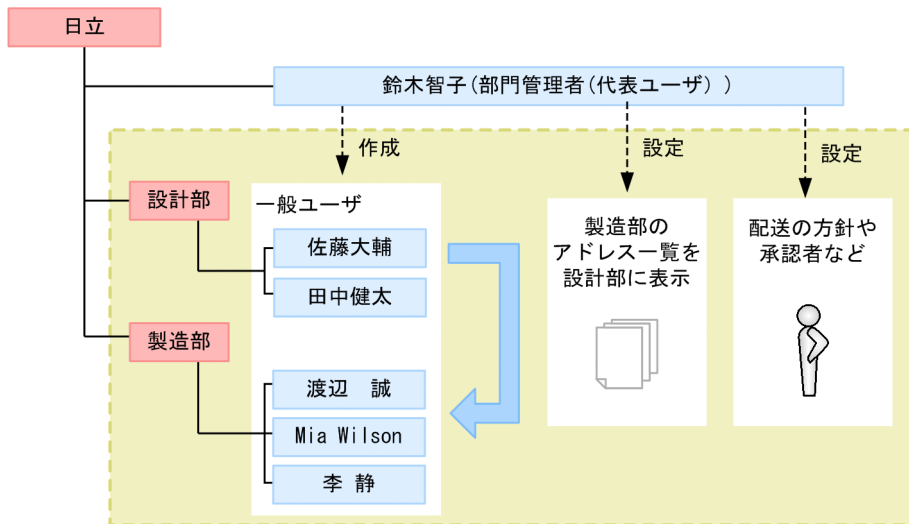 日立
鈴木智子(部門管理者(代表ユーザ))
作成
設定
設定
設計部
一般ユーザ
佐藤大輔
田中健太
製造部
渡辺　誠
Mia Wilson
李 静
製造部の
アドレス一覧を
設計部に表示
配送の方針や
承認者など